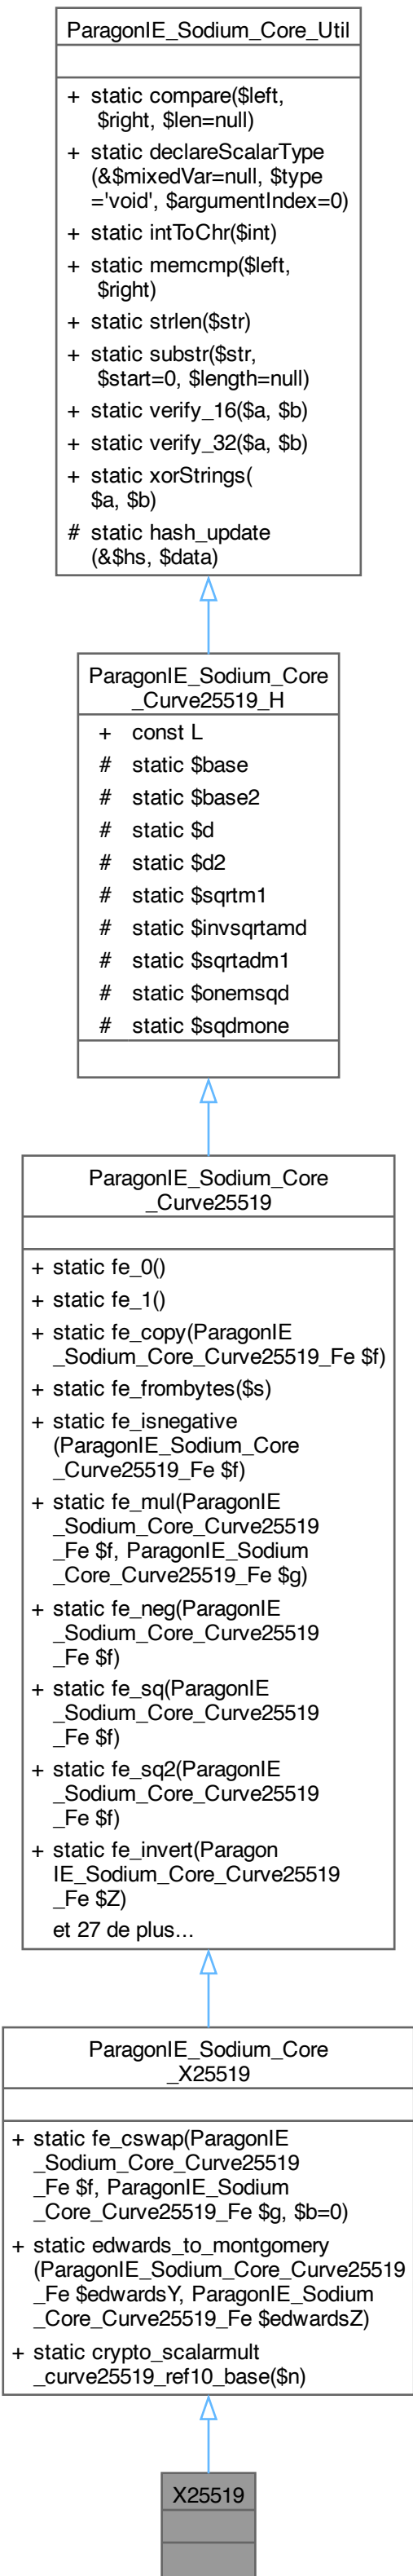 ParagonIE_Sodium_Core_Util
+ static compare($left,
$right, $len=null)
+ static declareScalarType
(&$mixedVar=null, $type
='void', $argumentIndex=0)
+ static intToChr($int)
+ static memcmp($left,
$right)
+ static strlen($str)
+ static substr($str,
$start=0, $length=null)
+ static verify_16($a, $b)
+ static verify_32($a, $b)
+ static xorStrings(
$a, $b)
# static hash_update
(&$hs, $data)
ParagonIE_Sodium_Core
_Curve25519_H
+ const L
# static $base
# static $base2
# static $d
# static $d2
# static $sqrtm1
# static $invsqrtamd
# static $sqrtadm1
# static $onemsqd
# static $sqdmone
ParagonIE_Sodium_Core
_Curve25519
+ static fe_0()
+ static fe_1()
+ static fe_copy(ParagonIE
_Sodium_Core_Curve25519_Fe $f)
+ static fe_frombytes($s)
+ static fe_isnegative
(ParagonIE_Sodium_Core
_Curve25519_Fe $f)
+ static fe_mul(ParagonIE
_Sodium_Core_Curve25519
_Fe $f, ParagonIE_Sodium
_Core_Curve25519_Fe $g)
+ static fe_neg(ParagonIE
_Sodium_Core_Curve25519
_Fe $f)
+ static fe_sq(ParagonIE
_Sodium_Core_Curve25519
_Fe $f)
+ static fe_sq2(ParagonIE
_Sodium_Core_Curve25519
_Fe $f)
+ static fe_invert(Paragon
IE_Sodium_Core_Curve25519
_Fe $Z)
et 27 de plus...
ParagonIE_Sodium_Core
_X25519
+ static fe_cswap(ParagonIE
_Sodium_Core_Curve25519
_Fe $f, ParagonIE_Sodium
_Core_Curve25519_Fe $g, $b=0)
+ static edwards_to_montgomery
(ParagonIE_Sodium_Core_Curve25519
_Fe $edwardsY, ParagonIE_Sodium
_Core_Curve25519_Fe $edwardsZ)
+ static crypto_scalarmult
_curve25519_ref10_base($n)
X25519